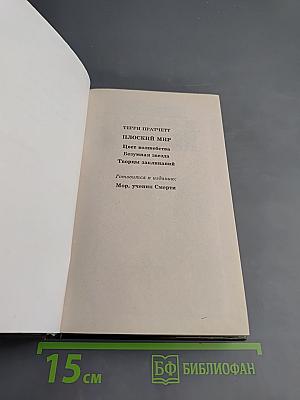 ТЕРРИ ПРАТЧЕТТ
ПЛОСКИЙ МИР
Цвет волшебства
Безумная звезда
Творцы заклинаний
Готовится к изданию:
Мор, ученик Смерти
15 см
БФ БИБЛИОФАН